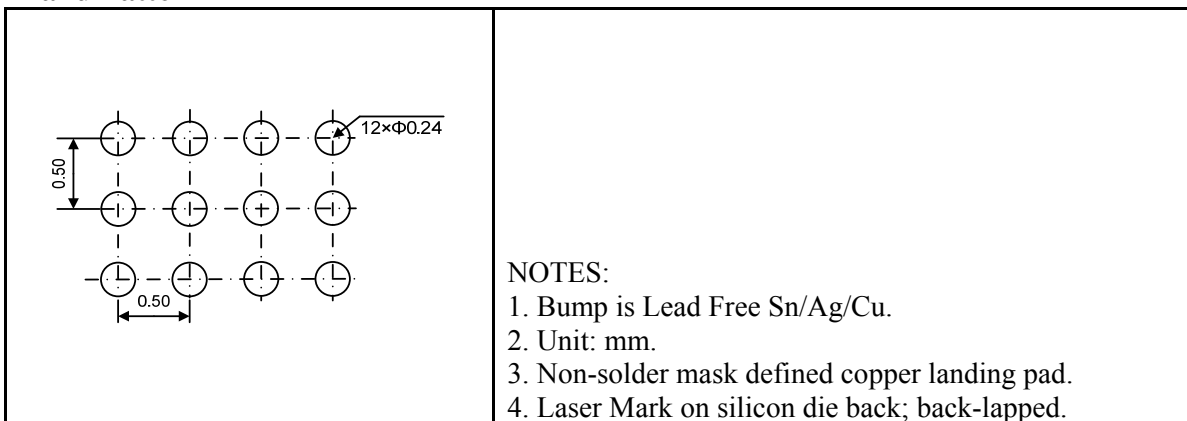 12×Φ0.24
0.50
0.50
NOTES:
1. Bump is Lead Free Sn/Ag/Cu.
2. Unit: mm.
3. Non-solder mask defined copper landing pad.
4. Laser Mark on silicon die back; back-lapped.